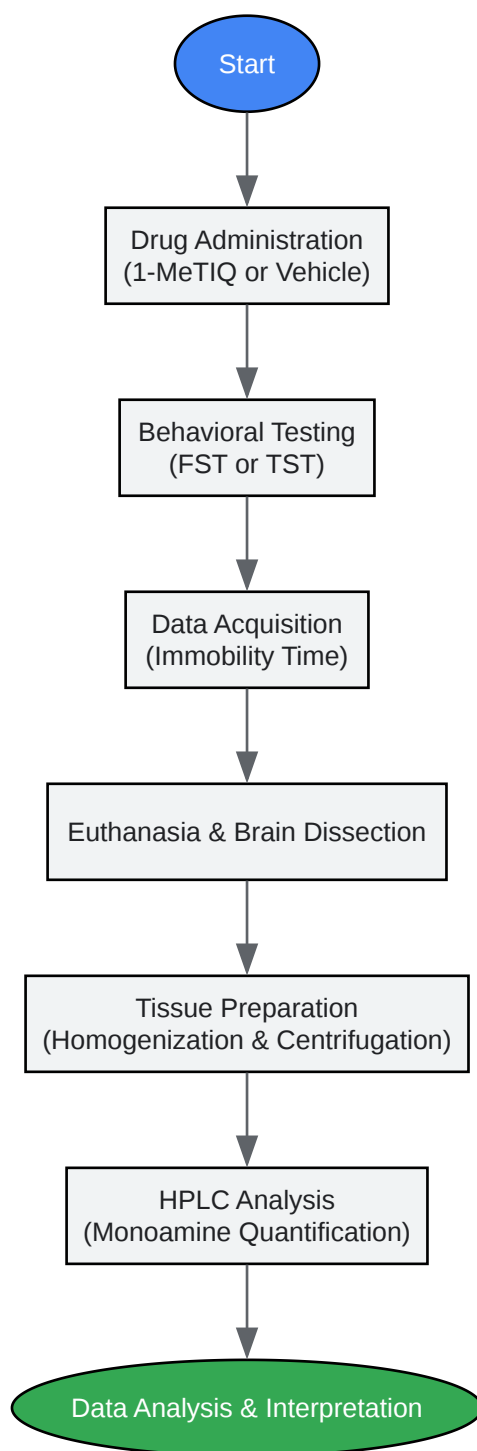 Start
Drug Administration
(1-MeTIQ or Vehicle)
Behavioral Testing
(FST or TST)
Data Acquisition
(Immobility Time)
Euthanasia & Brain Dissection
Tissue Preparation
(Homogenization & Centrifugation)
HPLC Analysis
(Monoamine Quantification)
Data Analysis & Interpretation